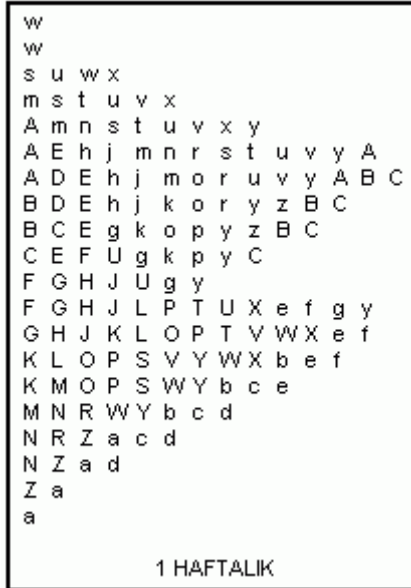 w
w
s u w x
m s t u v x
A m n s t u v x y
A E h j m n r s t u v y A
A D E h j m o r u v y A B C
B D E h j k o r y z B C
B C E g k o p y z B C
C E F U g k p y C
F G H J U g y
F G H J L P T U X e f g y
G H J K L O P T V W X e f
K L O P S V Y W X b e f
K M O P S W Y b c e
M N R W Y b c d
N R Z a c d
N Z a d
Z a
a
1 HAFTALIK